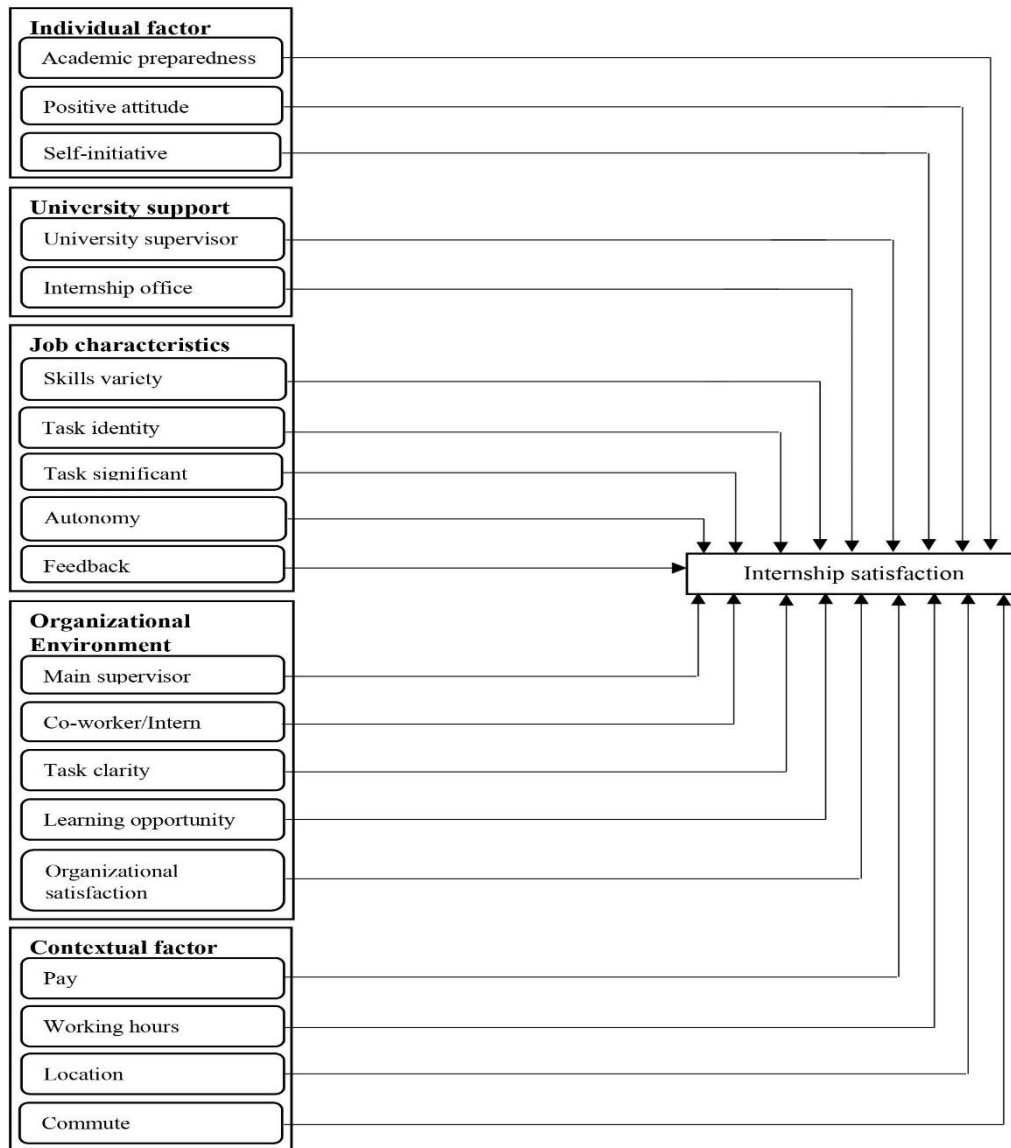 Individual factor
Academic preparedness
Positive attitude
Self-initiative
University support
University supervisor
Internship office
Job characteristics
Skills variety
Task identity
Task significant
Autonomy
Feedback
Internship satisfaction
Organizational
Environment
Main supervisor
Co-worker/Intern
Task clarity
Learning opportunity
Organizational
satisfaction
Contextual factor
Pay
Working hours
Location
Commute